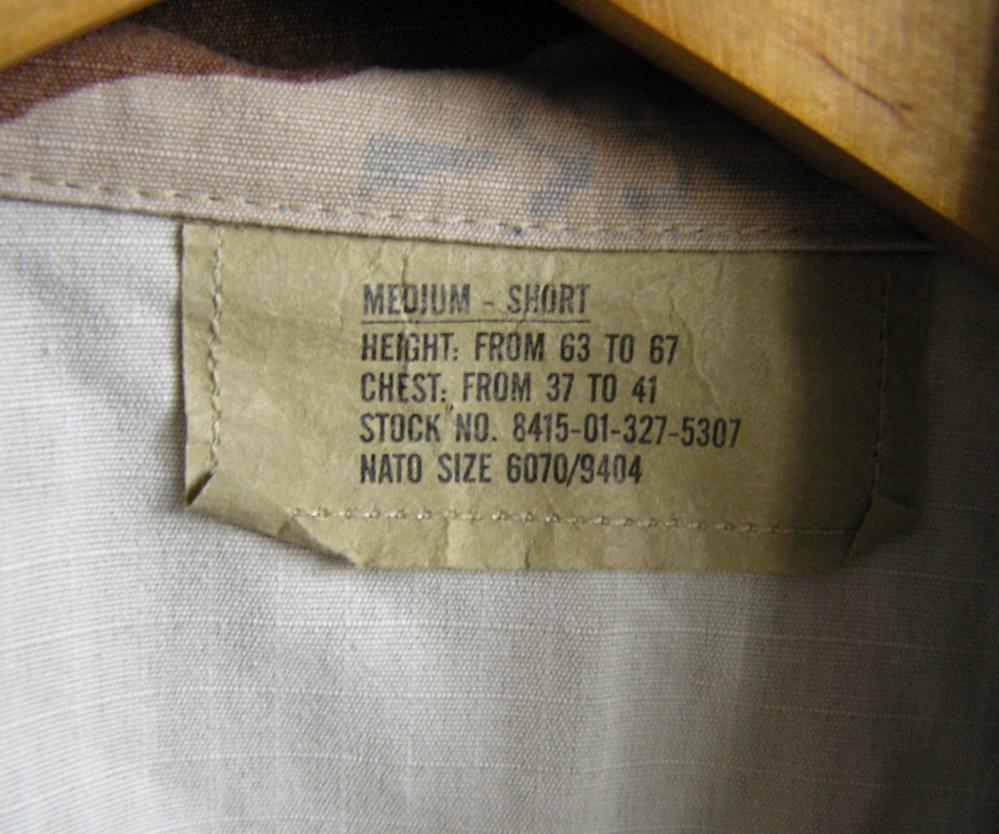 MEDIUM - SHORT
HEIGHT: FROM 63 TO 67
CHEST: FROM 37 TO 41
STOCK NO. 8415-01-327-5307
NATO SIZE 6070/9404